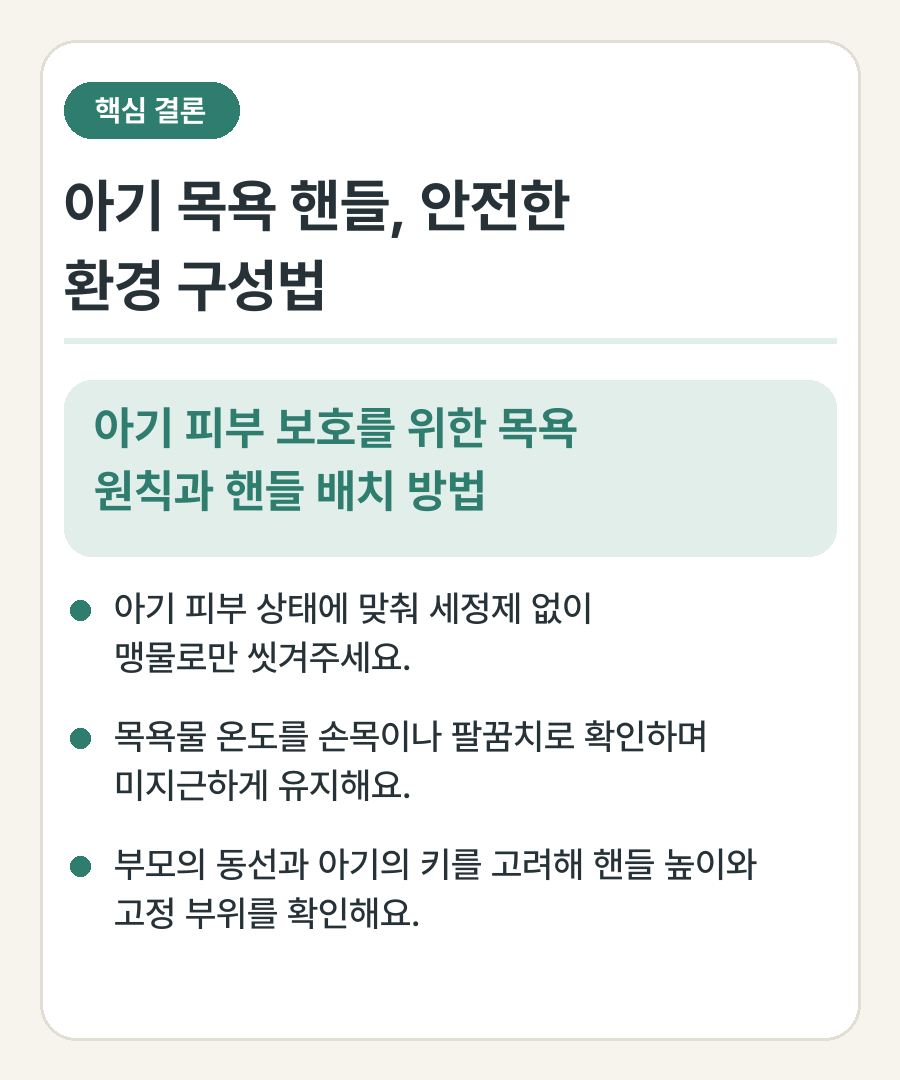 핵심 결론
아기 목욕 핸들, 안전한
환경 구성법
아기 피부 보호를 위한 목욕
원칙과 핸들 배치 방법
아기 피부 상태에 맞춰 세정제 없이
맹물로만 씻겨주세요.
목욕물 온도를 손목이나 팔꿈치로 확인하며
미지근하게 유지해요.
부모의 동선과 아기의 키를 고려해 핸들 높이와
고정 부위를 확인해요.